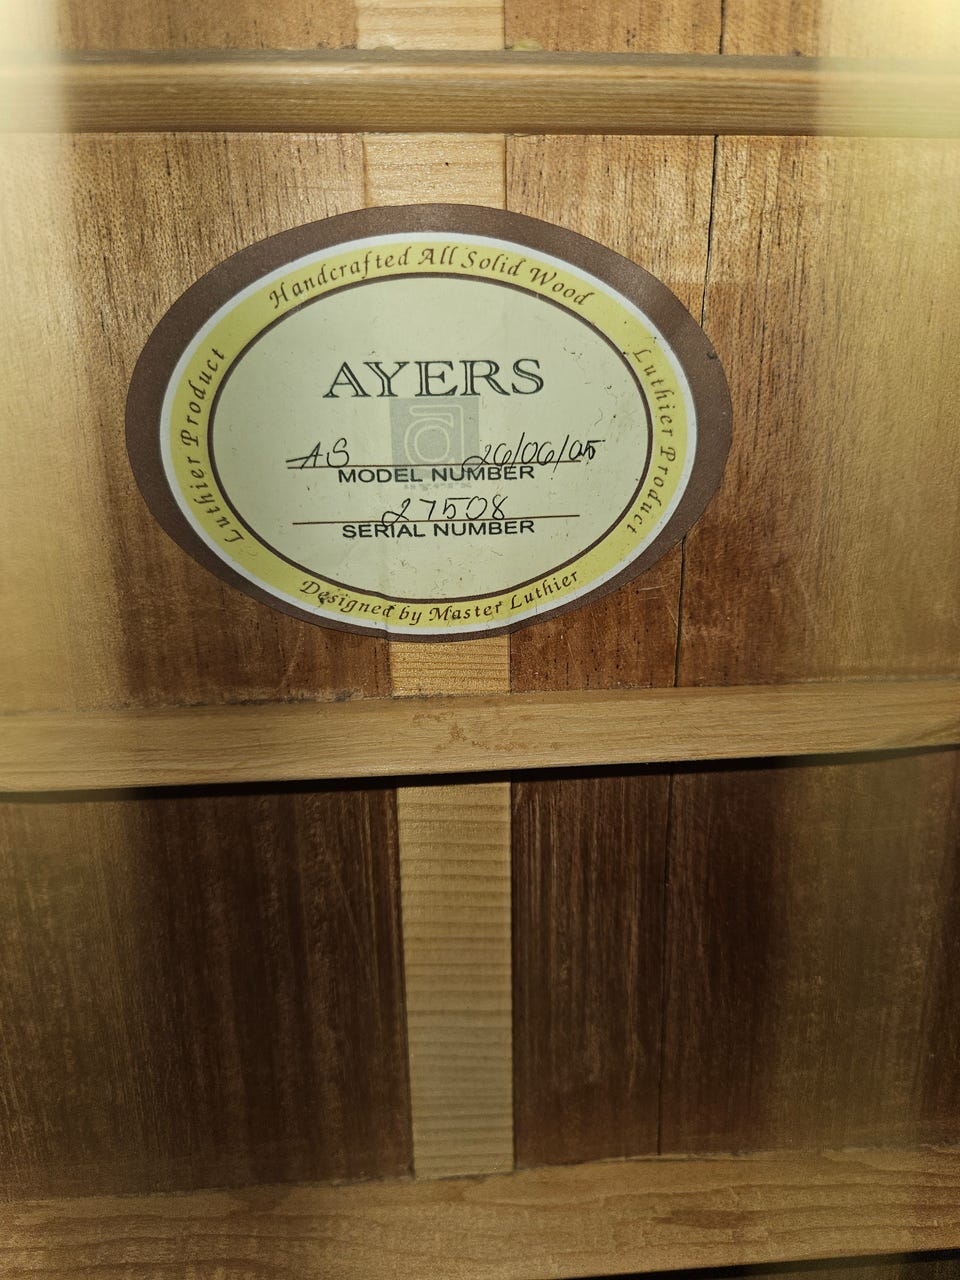 Handcrafted All Solid Wood
Luthier Product
Luthier Product
AYERS
a
AS 26/06/05
MODEL NUMBER
27508
SERIAL NUMBER
Designed by Master Luthier